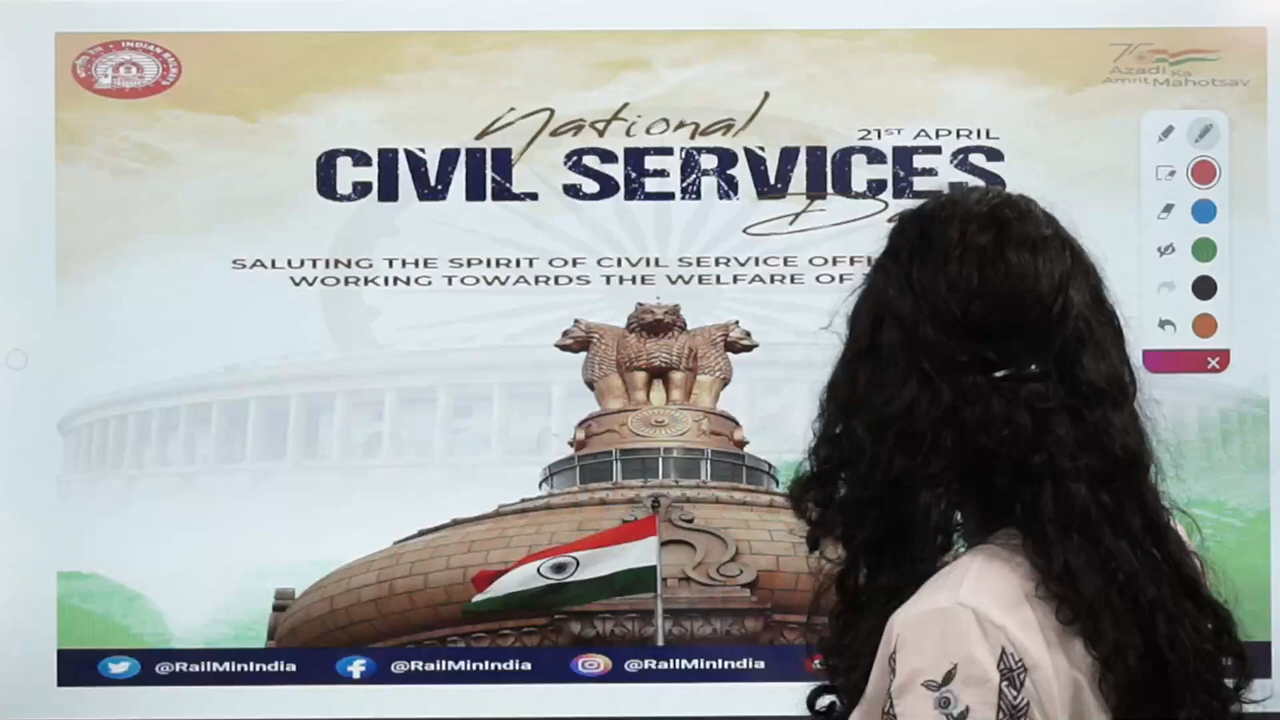 INDIAN RAILWAYS
75
Azadi Ka
Amrit Mahotsav
National
21ST APRIL
CIVIL SERVICES
SALUTING THE SPIRIT OF CIVIL SERVICE
WORKING TOWARDS THE WELFARE OF
@RailMinIndia @RailMinIndia @RailMinIndia